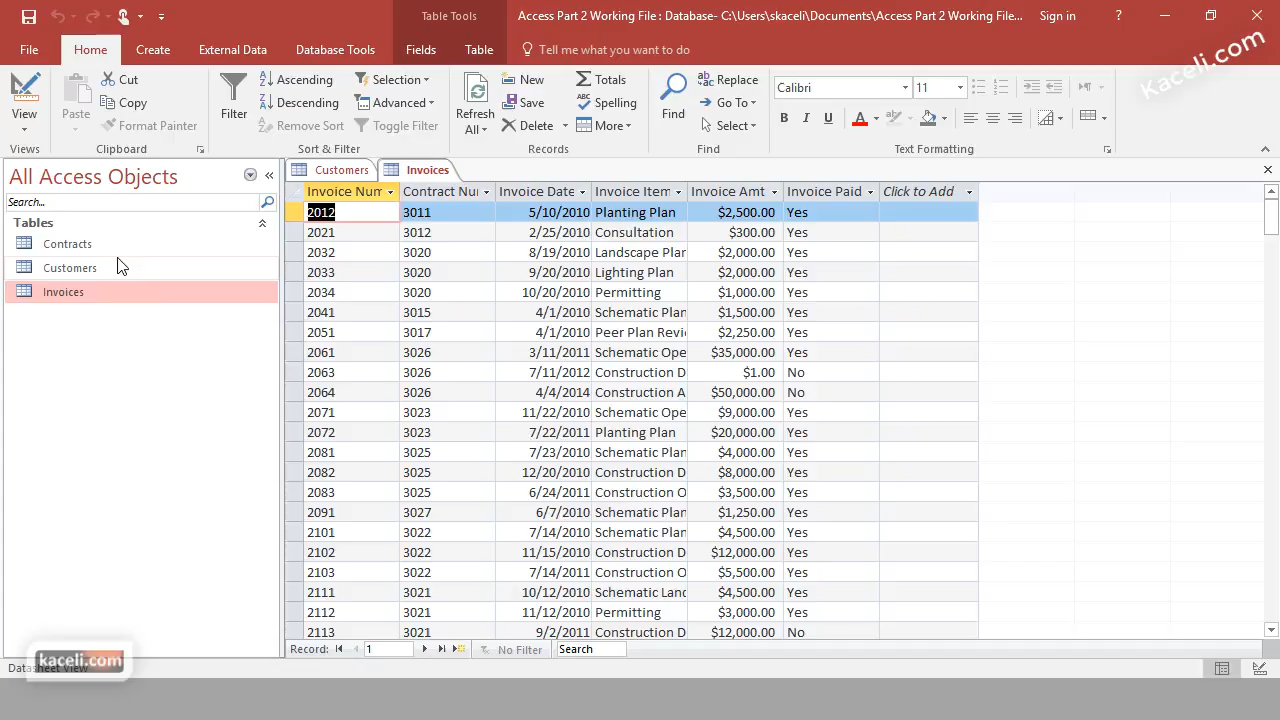 Table Tools
Access Part 2 Working File : Database- C:\Users\skaceli\Documents\Access Part 2 Working File...
Sign in
?
File
Home
Create
External Data
Database Tools
Fields
Table
Tell me what you want to do
Kaceli.com
View
Views
Paste
Cut
Copy
Format Painter
Clipboard
Filter
Ascending
Descending
Remove Sort
Selection
Advanced
Toggle Filter
Sort & Filter
Refresh
All
New
Save
Delete
Totals
Spelling
More
Records
Find
Replace
Go To
Select
Find
Calibri
11
B I U A
Text Formatting
All Access Objects
Search...
Tables
Contracts
Customers
Invoices
Customers
Invoices
Invoice Num Contract Nui Invoice Date Invoice Item Invoice Amt Invoice Paid Click to Add
2012 3011 5/10/2010 Planting Plan $2,500.00 Yes
2021 3012 2/25/2010 Consultation $300.00 Yes
2032 3020 8/19/2010 Landscape Plan $2,000.00 Yes
2033 3020 9/20/2010 Lighting Plan $2,000.00 Yes
2034 3020 10/20/2010 Permitting $1,000.00 Yes
2041 3015 4/1/2010 Schematic Plan $1,500.00 Yes
2051 3017 4/1/2010 Peer Plan Revi $2,250.00 Yes
2061 3026 3/11/2011 Schematic Ope $35,000.00 Yes
2063 3026 7/11/2012 Construction D $1.00 No
2064 3026 4/4/2014 Construction A $50,000.00 No
2071 3023 11/22/2010 Schematic Ope $9,000.00 Yes
2072 3023 7/22/2011 Planting Plan $20,000.00 Yes
2081 3025 7/23/2010 Schematic Plan $4,000.00 Yes
2082 3025 12/20/2010 Construction D $8,000.00 Yes
2083 3025 6/24/2011 Construction O $3,500.00 Yes
2091 3027 6/7/2010 Schematic Plan $1,250.00 Yes
2101 3022 7/14/2010 Schematic Plan $4,500.00 Yes
2102 3022 11/15/2010 Construction D $12,000.00 Yes
2103 3022 7/14/2011 Construction O $5,500.00 Yes
2111 3021 10/12/2010 Schematic Land $4,500.00 Yes
2112 3021 11/12/2010 Permitting $3,000.00 Yes
2113 3021 9/2/2011 Construction D $12,000.00 No
Record: 1 No Filter Search
kaceli.com
Datasheet View